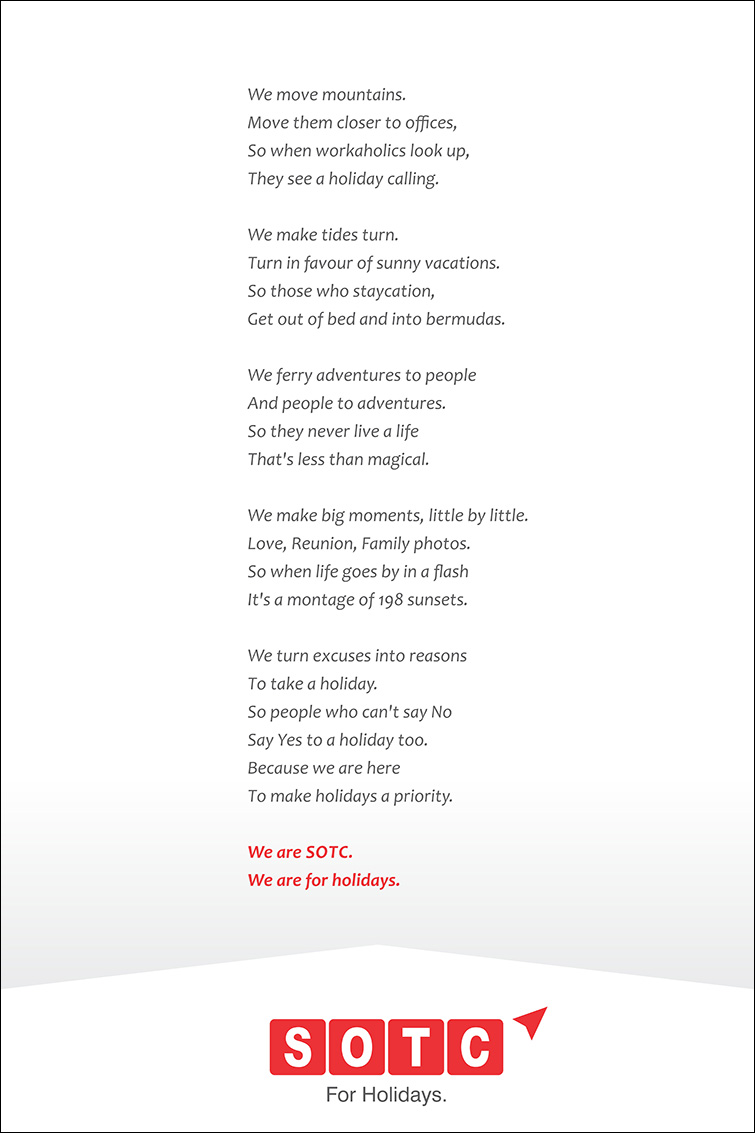 We move mountains.
Move them closer to offices,
So when workaholics look up,
They see a holiday calling.
We make tides turn.
Turn in favour of sunny vacations.
So those who staycation,
Get out of bed and into bermudas.
We ferry adventures to people
And people to adventures.
So they never live a life
That's less than magical.
We make big moments, little by little.
Love, Reunion, Family photos.
So when life goes by in a flash
It's a montage of 198 sunsets.
We turn excuses into reasons
To take a holiday.
So people who can't say No
Say Yes to a holiday too.
Because we are here
To make holidays a priority.
We are SOTC.
We are for holidays.
SOTC
For Holidays.